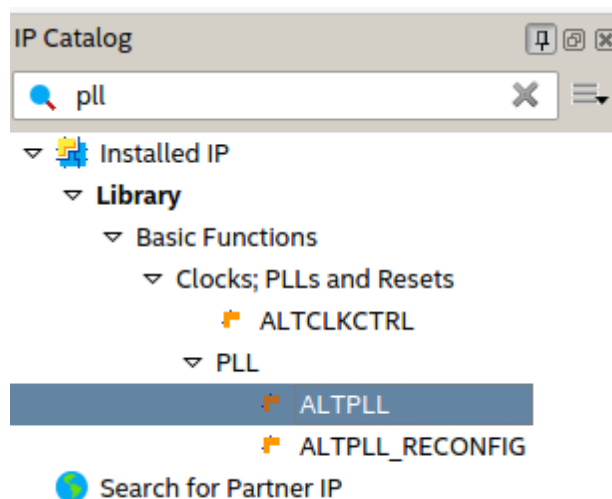 IP Catalog
pll
Installed IP
Library
Basic Functions
Clocks; PLLs and Resets
ALTCLKCTRL
PLL
ALTPLL
ALTPLL_RECONFIG
Search for Partner IP